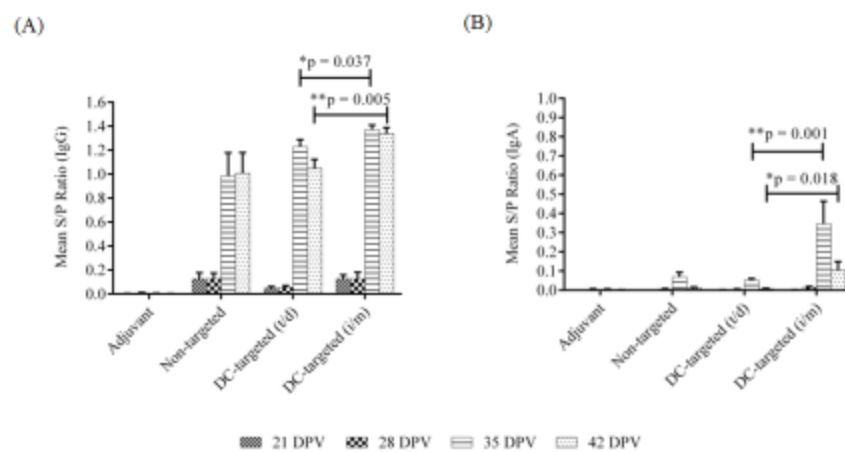 (A)
*p = 0.037
**p = 0.005
Mean S/P Ratio (IgG)
1.6
1.4
1.2
1.0
0.8
0.6
0.4
0.2
0.0
Adjuvant
Non-targeted
DC-targeted (t/d)
DC-targeted (i/m)
(B)
**p = 0.001
*p = 0.018
Mean S/P Ratio (IgA)
1.0
0.9
0.8
0.7
0.6
0.5
0.4
0.3
0.2
0.1
0.0
Adjuvant
Non-targeted
DC-targeted (t/d)
DC-targeted (i/m)
21 DPV 28 DPV 35 DPV 42 DPV